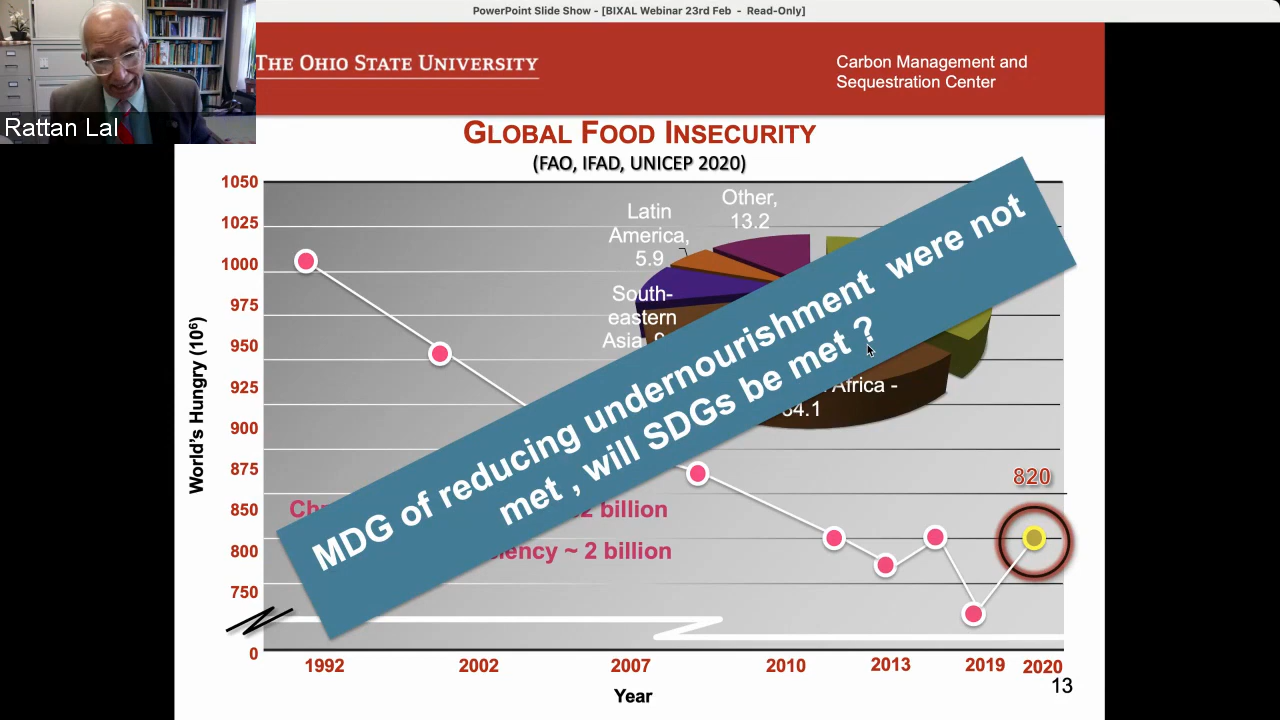 PowerPoint Slide Show - [BIXAL Webinar 23rd Feb - Read-Only]
THE OHIO STATE UNIVERSITY
Carbon Management and
Sequestration Center
Rattan Lal
GLOBAL FOOD INSECURITY
(FAO, IFAD, UNICEP 2020)
1050
1025
1000
975
950
925
900
875
850
800
750
0
World's Hungry (10⁶)
Latin
America,
5.9
Other,
13.2
South-
eastern
Asia,
Africa -
MDG of reducing undernourishment were not
met , will SDGs be met ?
820
2 billion
~ 2 billion
1992
2002
2007
2010
2013
2019
2020
Year
13